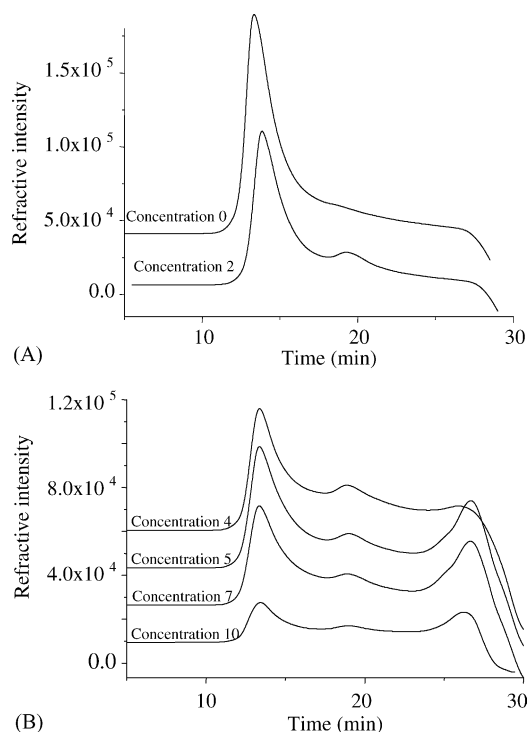 1.5x10 5
1.0x10 5
5.0x10 4
0.0
Refractive intensity
Concentration 0
Concentration 2
10 20 30
Time (min)
(A)
1.2x10 5
8.0x10 4
4.0x10 4
0.0
Refractive intensity
Concentration 4
Concentration 5
Concentration 7
Concentration 10
10 20 30
Time (min)
(B)